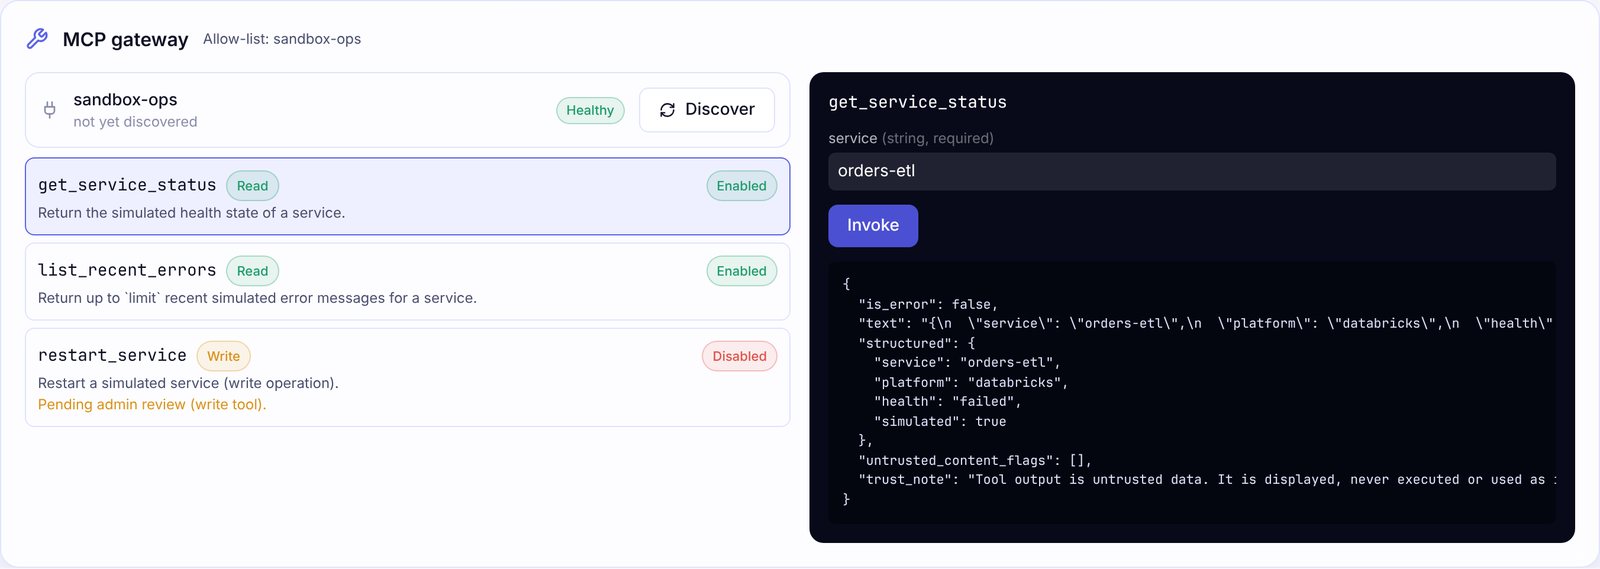 MCP gateway Allow-list: sandbox-ops
sandbox-ops
not yet discovered
Healthy
Discover
get_service_status Read Enabled
Return the simulated health state of a service.
list_recent_errors Read Enabled
Return up to `limit` recent simulated error messages for a service.
restart_service Write Disabled
Restart a simulated service (write operation).
Pending admin review (write tool).
get_service_status
service (string, required)
orders-etl
Invoke
{
  "is_error": false,
  "text": "{\n  \"service\": \"orders-etl\",\n  \"platform\": \"databricks\",\n  \"health\"
  "structured": {
    "service": "orders-etl",
    "platform": "databricks",
    "health": "failed",
    "simulated": true
  },
  "untrusted_content_flags": [],
  "trust_note": "Tool output is untrusted data. It is displayed, never executed or used as
}